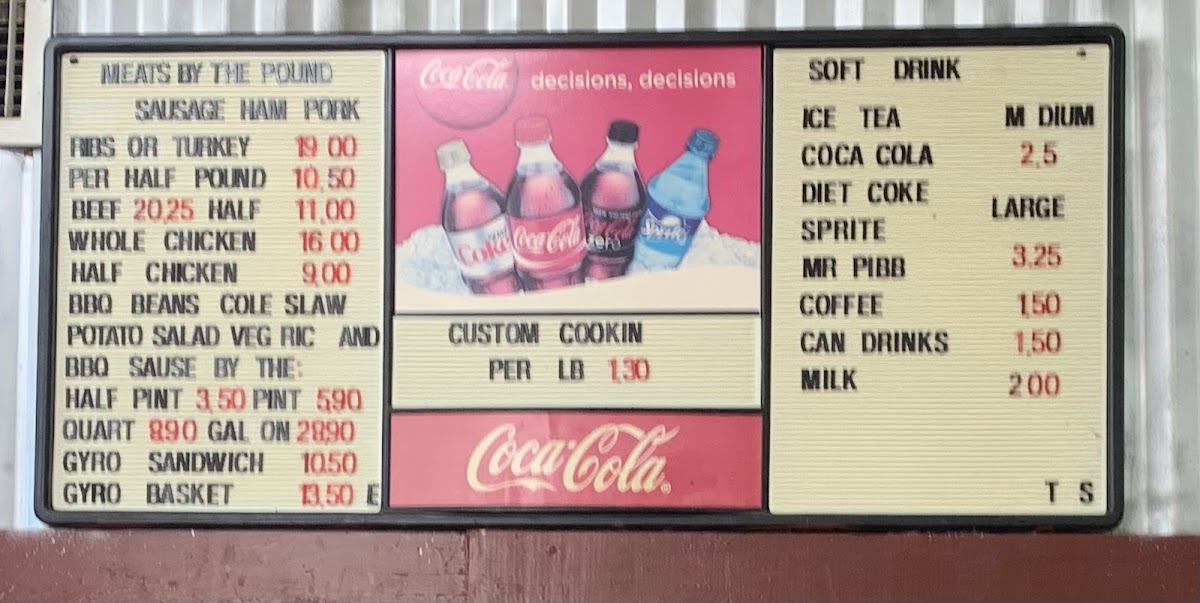 MEATS BY THE POUND
SAUSAGE HAM PORK
RIBS OR TURKEY 19 00
PER HALF POUND 10,50
BEEF 20,25 HALF 11,00
WHOLE CHICKEN 16 00
HALF CHICKEN 9,00
BBQ BEANS COLE SLAW
POTATO SALAD VEG RIC AND
BBQ SAUSE BY THE:
HALF PINT 3,50 PINT 5,90
QUART 8,90 GAL ON 28,90
GYRO SANDWICH 10,50
GYRO BASKET 13,50 E
Coca-Cola decisions, decisions
Coke
Coca-Cola
zero
Sprite
CUSTOM COOKIN
PER LB 1,30
Coca-Cola®
SOFT DRINK
ICE TEA M DIUM
COCA COLA 2,5
DIET COKE
LARGE
SPRITE
3,25
MR PIBB
COFFEE 1,50
CAN DRINKS 1,50
MILK 2 00
T S